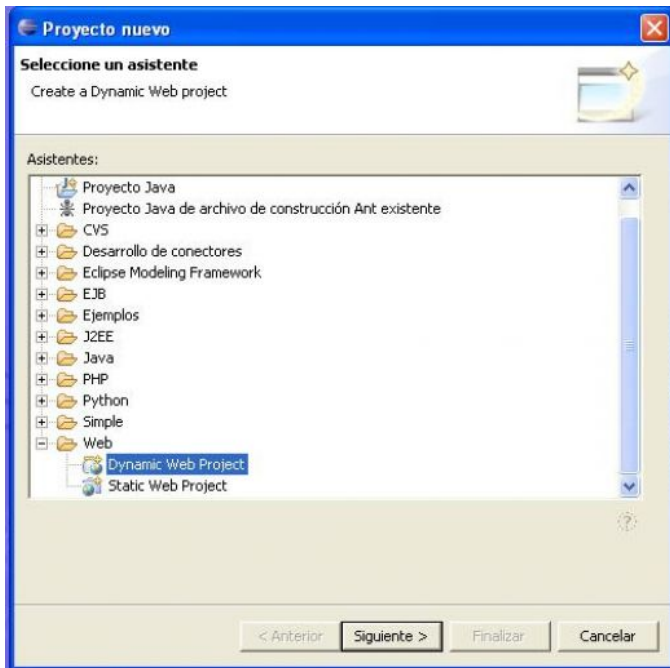 Proyecto nuevo
Seleccione un asistente
Create a Dynamic Web project
Asistentes:
Proyecto Java
Proyecto Java de archivo de construcción Ant existente
CVS
Desarrollo de conectores
Eclipse Modeling Framework
EJB
Ejemplos
J2EE
Java
PHP
Python
Simple
Web
Dynamic Web Project
Static Web Project
?
< Anterior Siguiente > Finalizar Cancelar